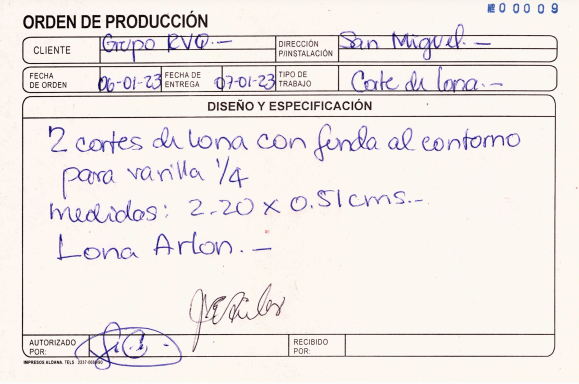 Nº 00009
ORDEN DE PRODUCCIÓN
CLIENTE Grupo RVQ.— DIRECCIÓN P/INSTALACIÓN San Miguel.—
FECHA DE ORDEN 06-01-23 FECHA DE ENTREGA 07-01-23 TIPO DE TRABAJO Corte de lona.—
DISEÑO Y ESPECIFICACIÓN
2 cortes de lona con funda al contorno
para varilla 1/4
medidas: 2.20 x 0.51cms.-
Lona Arlon.—
AUTORIZADO POR: RECIBIDO POR:
IMPRESOS ALDANA. TELS.